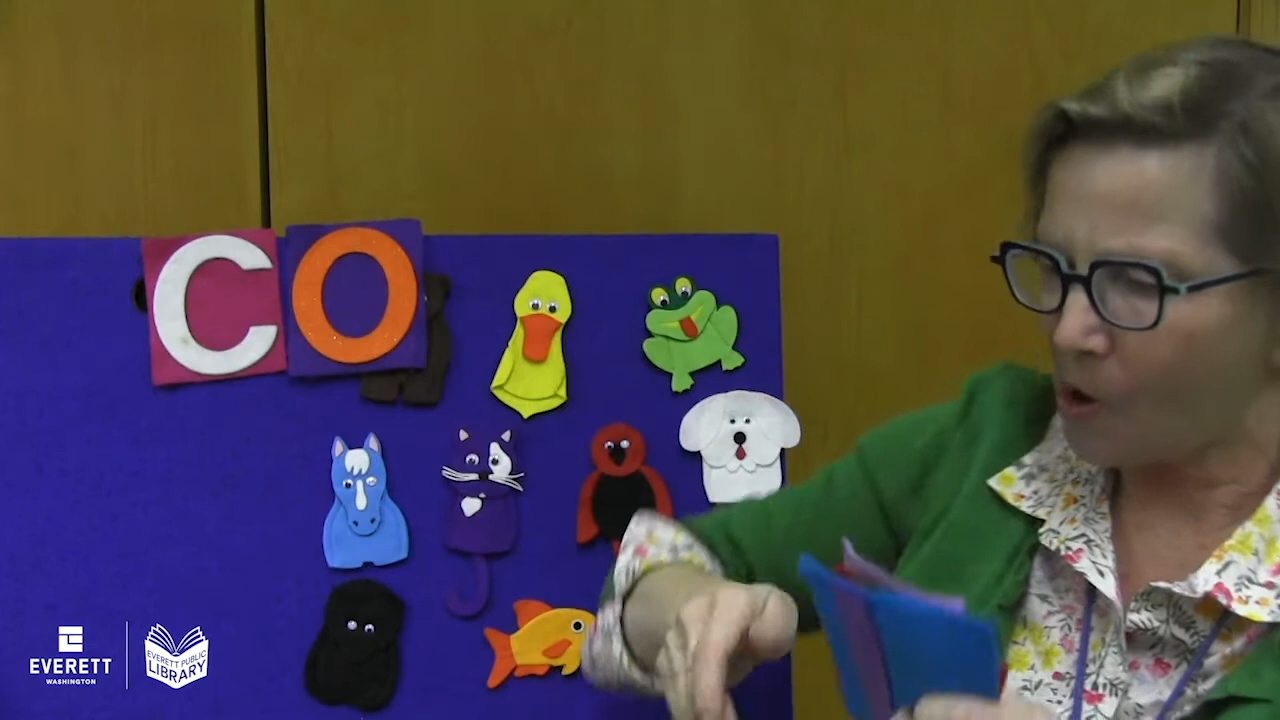 CO
EVERETT
WASHINGTON
EVERETT PUBLIC
LIBRARY